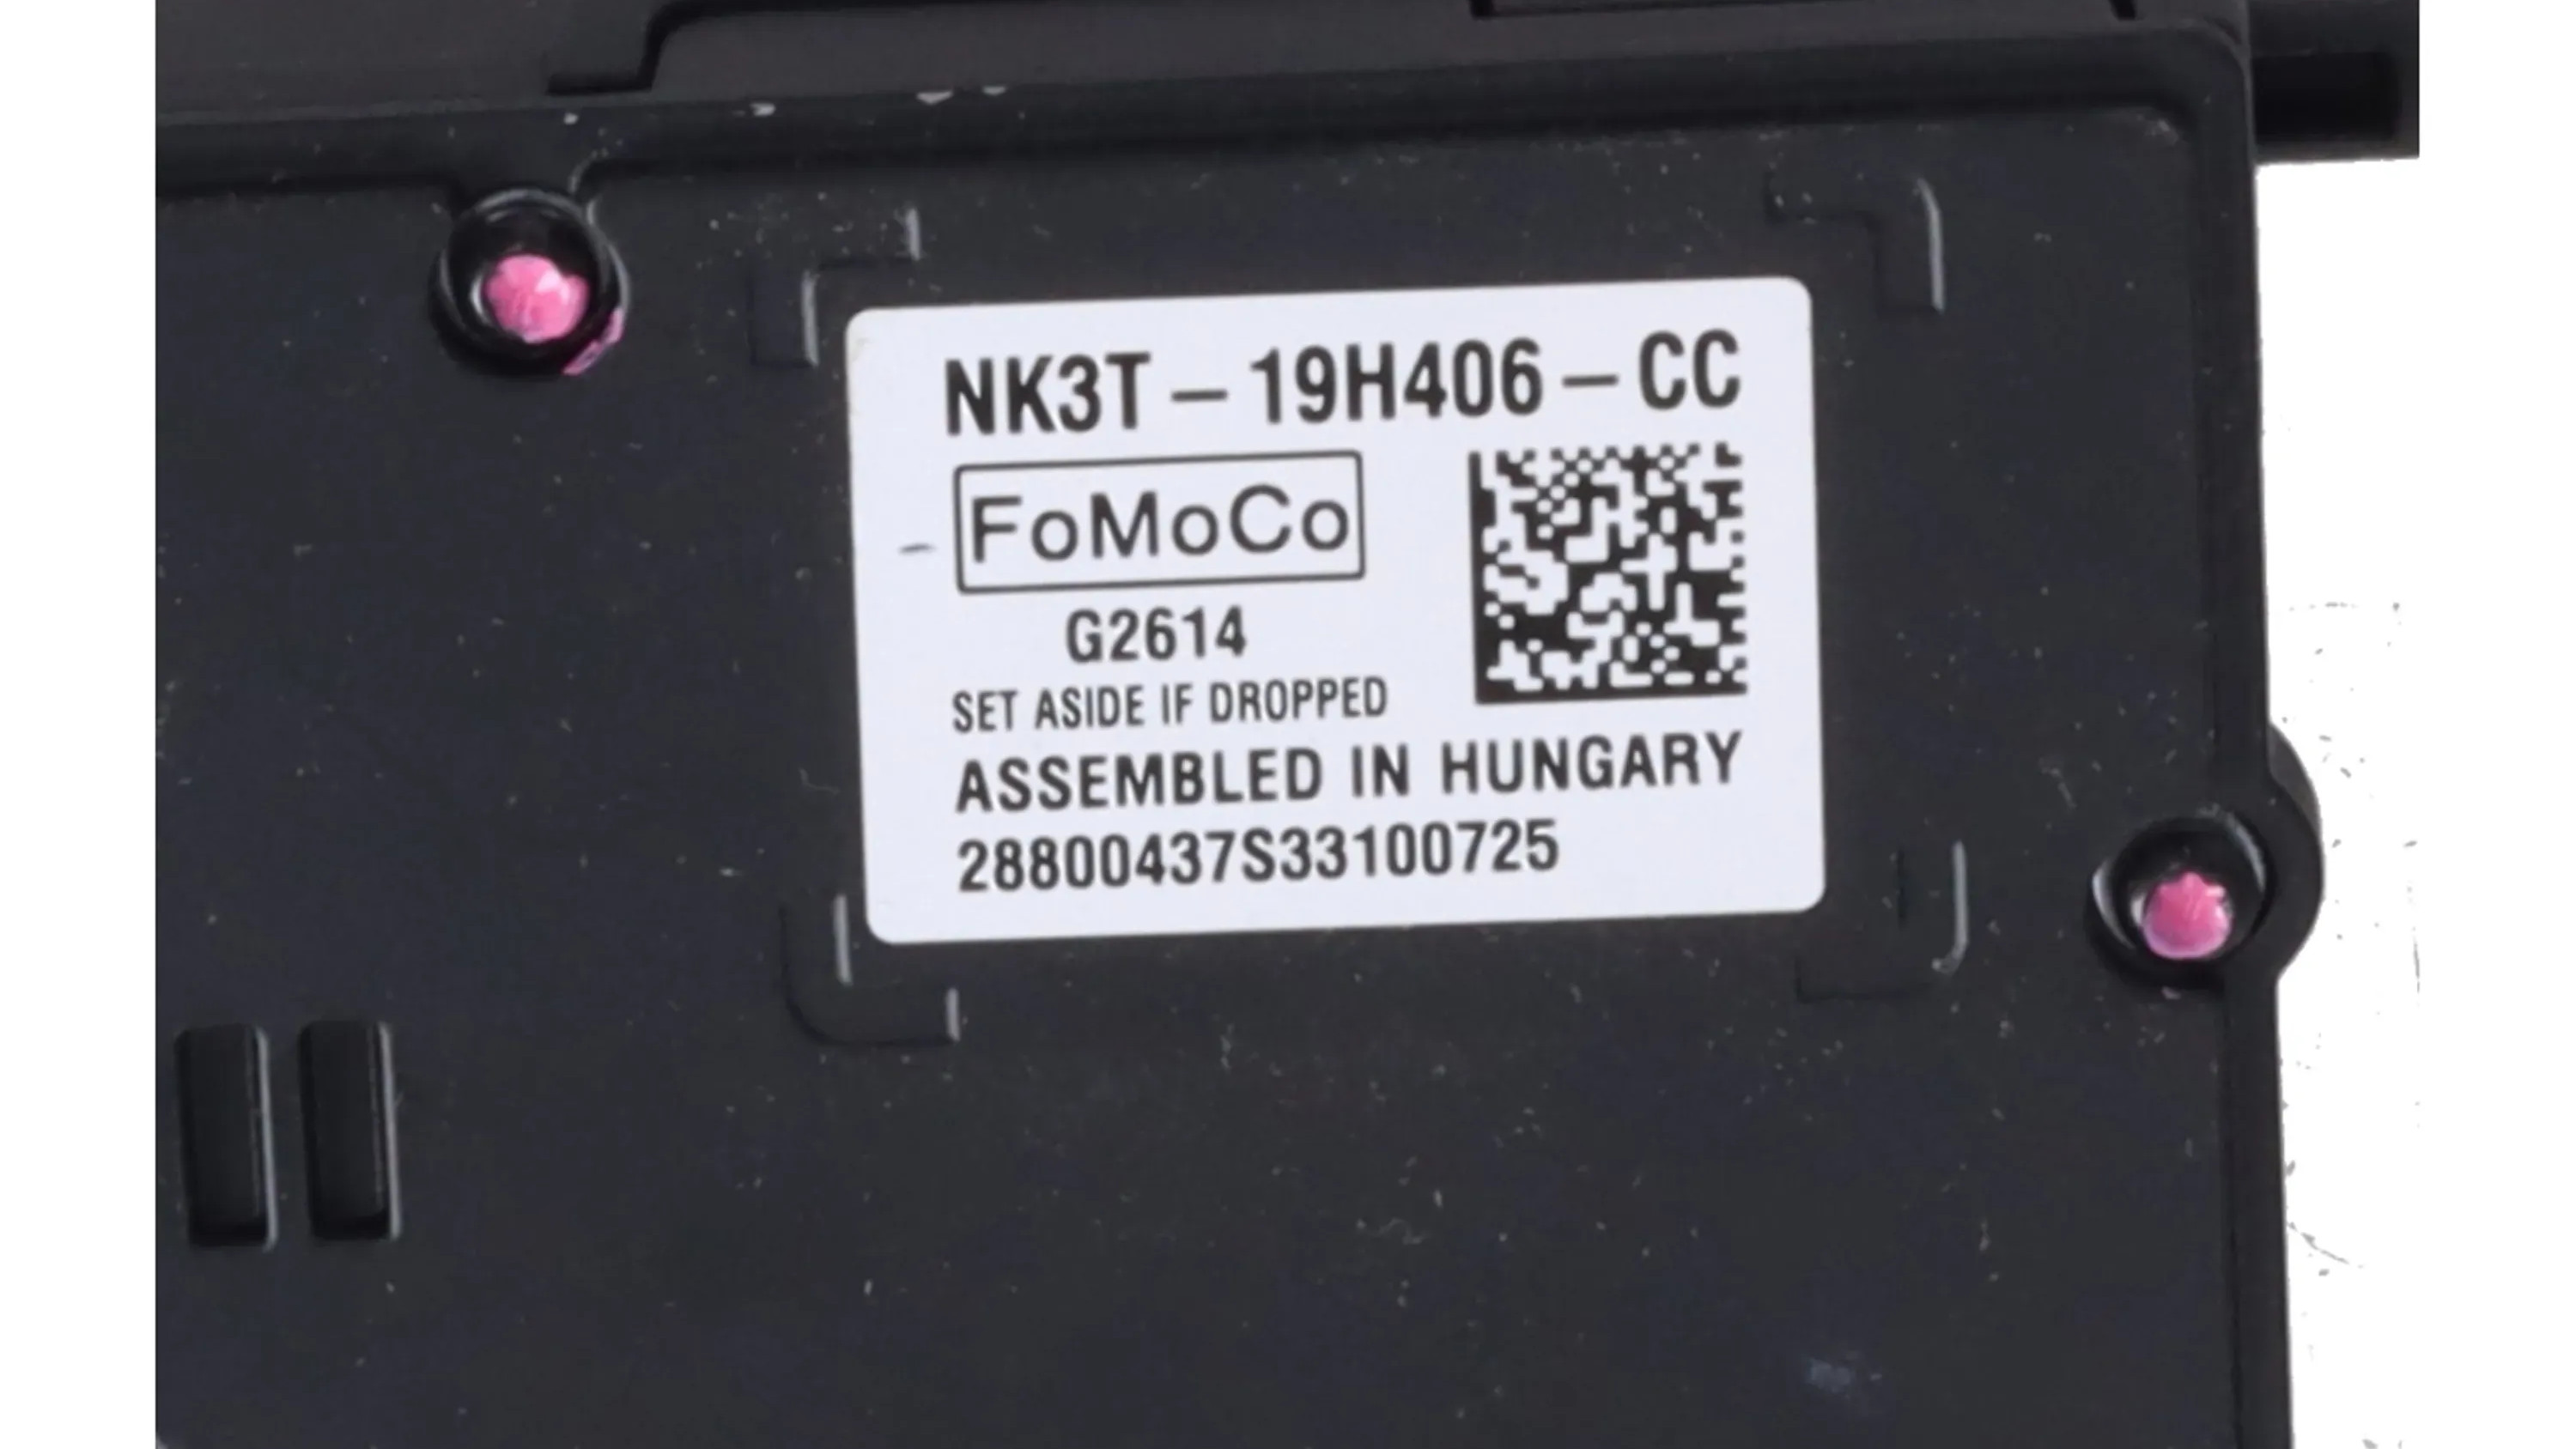 NK3T – 19H406 – CC
FoMoCo
G2614
SET ASIDE IF DROPPED
ASSEMBLED IN HUNGARY
28800437S33100725